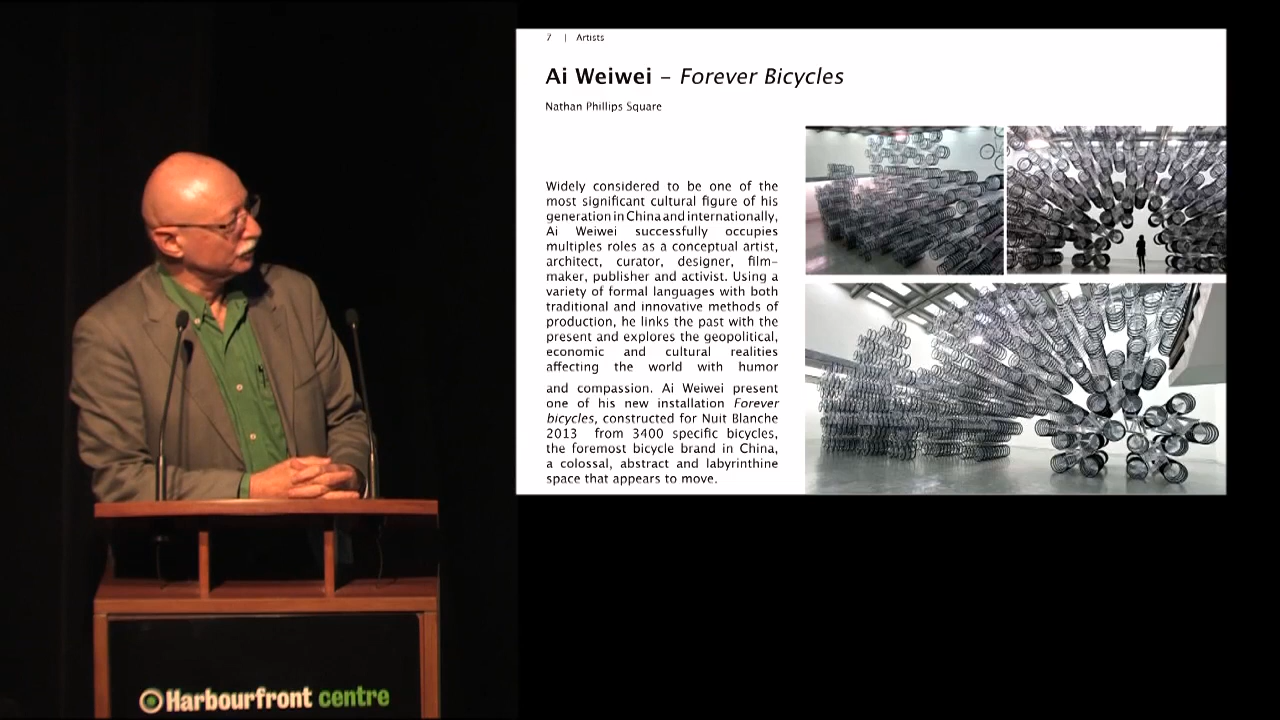 7 | Artists
Ai Weiwei – Forever Bicycles
Nathan Phillips Square
Widely considered to be one of the
most significant cultural figure of his
generation in China and internationally,
Ai Weiwei successfully occupies
multiples roles as a conceptual artist,
architect, curator, designer, film–
maker, publisher and activist. Using a
variety of formal languages with both
traditional and innovative methods of
production, he links the past with the
present and explores the geopolitical,
economic and cultural realities
affecting the world with humor
and compassion. Ai Weiwei present
one of his new installation Forever
bicycles, constructed for Nuit Blanche
2013 from 3400 specific bicycles,
the foremost bicycle brand in China,
a colossal, abstract and labyrinthine
space that appears to move.
Harbourfront centre